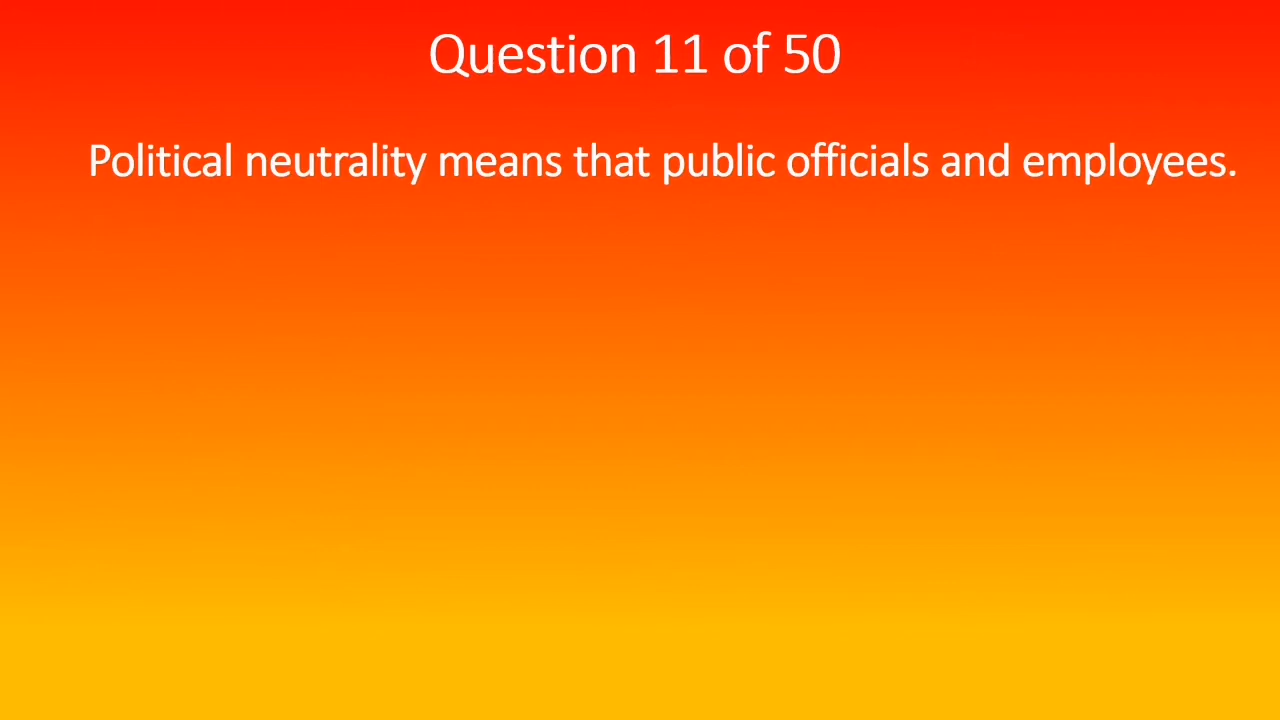 Question 11 of 50
Political neutrality means that public officials and employees.